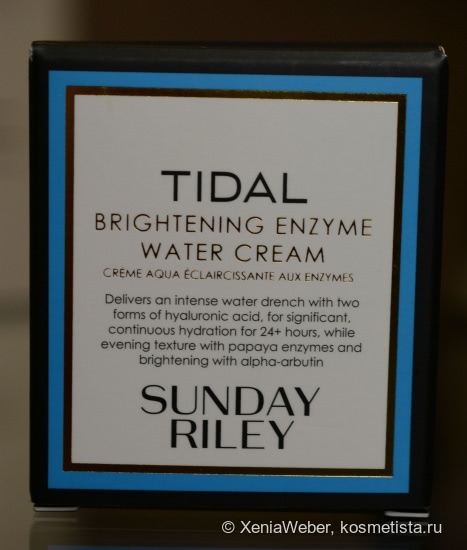 TIDAL
BRIGHTENING ENZYME
WATER CREAM
CRÈME AQUA ÉCLAIRCISSANTE AUX ENZYMES
Delivers an intense water drench with two
forms of hyaluronic acid, for significant,
continuous hydration for 24+ hours, while
evening texture with papaya enzymes and
brightening with alpha-arbutin
SUNDAY
RILEY
© XeniaWeber, kosmetista.ru